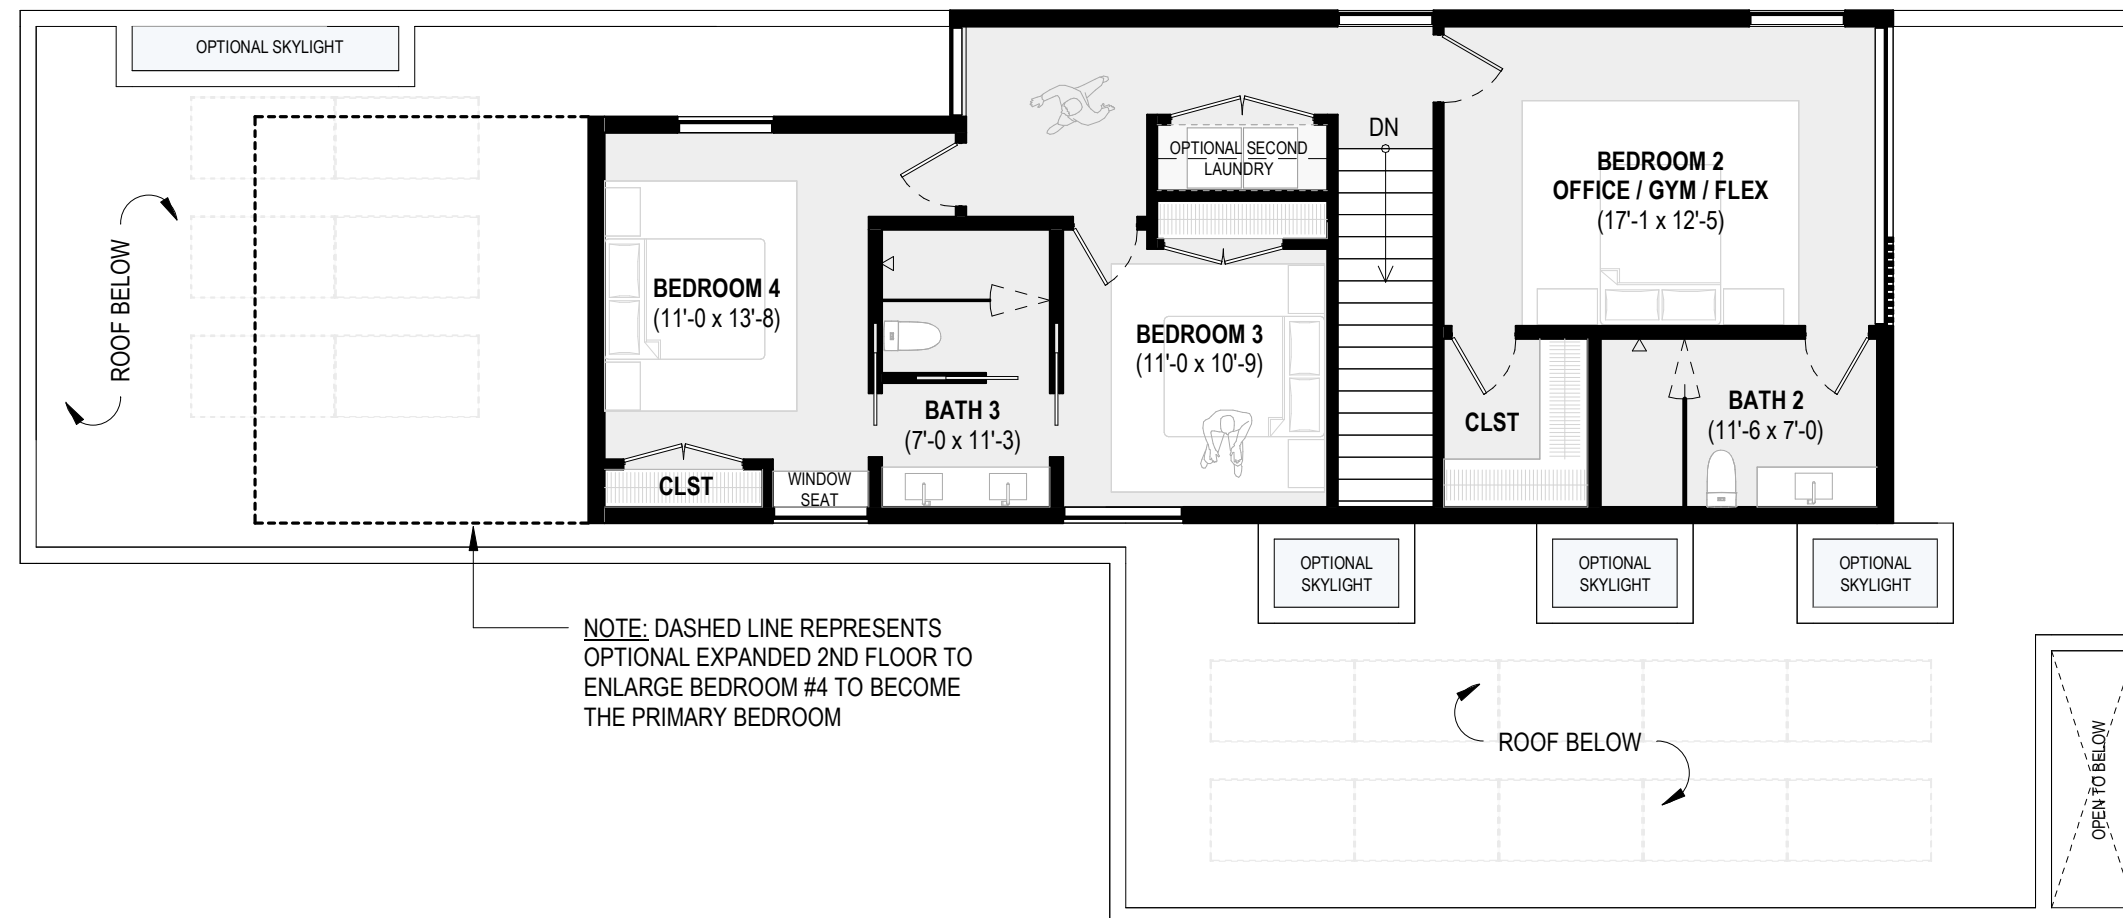 OPTIONAL SKYLIGHT
DN
OPTIONAL SECOND
LAUNDRY
BEDROOM 2
OFFICE / GYM / FLEX
(17'-1 x 12'-5)
ROOF BELOW
BEDROOM 4
(11'-0 x 13'-8)
BEDROOM 3
(11'-0 x 10'-9)
BATH 3
(7'-0 x 11'-3)
CLST
BATH 2
(11'-6 x 7'-0)
CLST
WINDOW
SEAT
OPTIONAL
SKYLIGHT
OPTIONAL
SKYLIGHT
OPTIONAL
SKYLIGHT
NOTE: DASHED LINE REPRESENTS
OPTIONAL EXPANDED 2ND FLOOR TO
ENLARGE BEDROOM #4 TO BECOME
THE PRIMARY BEDROOM
ROOF BELOW
OPEN TO BELOW